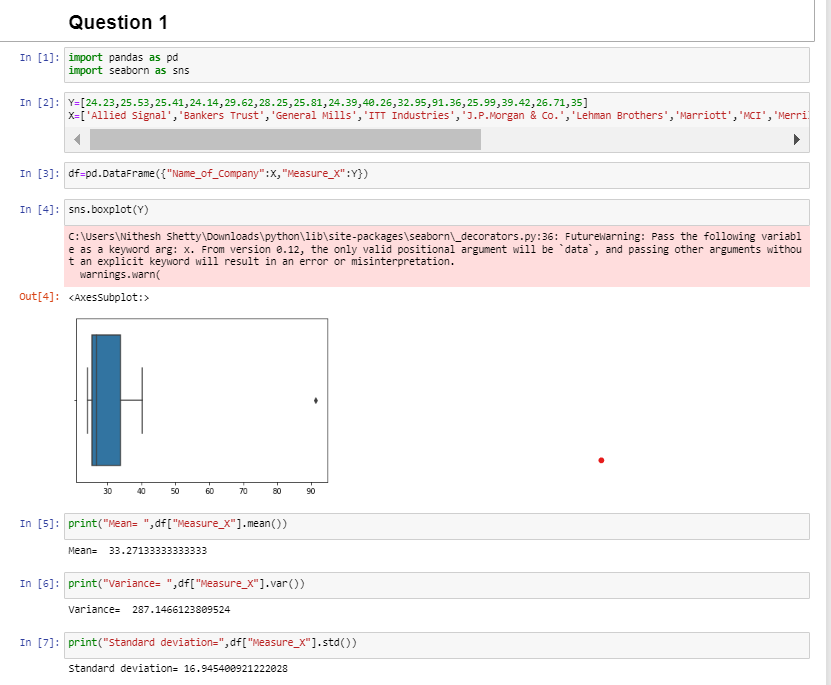 Question 1
In [1]: import pandas as pd
import seaborn as sns
In [2]: Y=[24.23,25.53,25.41,24.14,29.62,28.25,25.81,24.39,40.26,32.95,91.36,25.99,39.42,26.71,35]
X=['Allied Signal','Bankers Trust','General Mills','ITT Industries','J.P.Morgan & Co.','Lehman Brothers','Marriott','MCI','Merril
In [3]: df=pd.DataFrame({"Name_of_Company":X,"Measure_X":Y})
In [4]: sns.boxplot(Y)
C:\Users\Nithesh Shetty\Downloads\python\lib\site-packages\seaborn\_decorators.py:36: FutureWarning: Pass the following variabl
e as a keyword arg: x. From version 0.12, the only valid positional argument will be `data`, and passing other arguments withou
t an explicit keyword will result in an error or misinterpretation.
warnings.warn(
Out[4]: <AxesSubplot:>
30 40 50 60 70 80 90
In [5]: print("Mean= ",df["Measure_X"].mean())
Mean=  33.27133333333333
In [6]: print("Variance= ",df["Measure_X"].var())
Variance=  287.1466123809524
In [7]: print("Standard deviation=",df["Measure_X"].std())
Standard deviation= 16.945400921222028